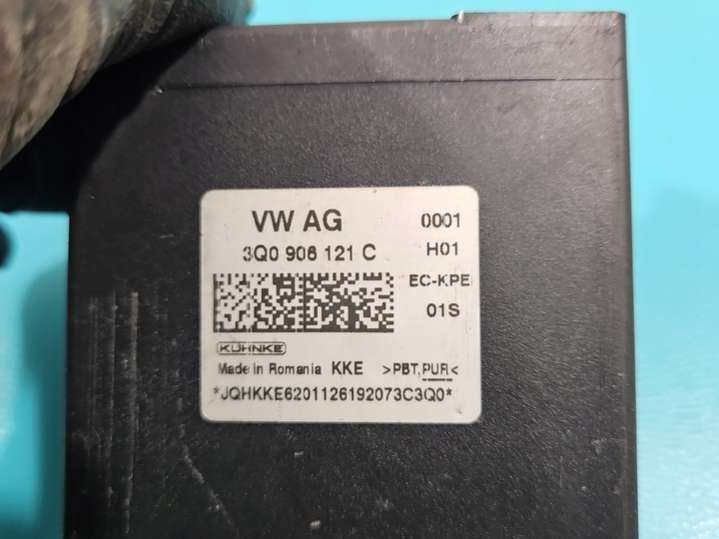 VW AG 0001
3Q0 906 121 C H01
EC-KPE
01S
KUHNKE
Made in Romania KKE >PBT,PUR<
*JQHKKE6201126192073C3Q0*